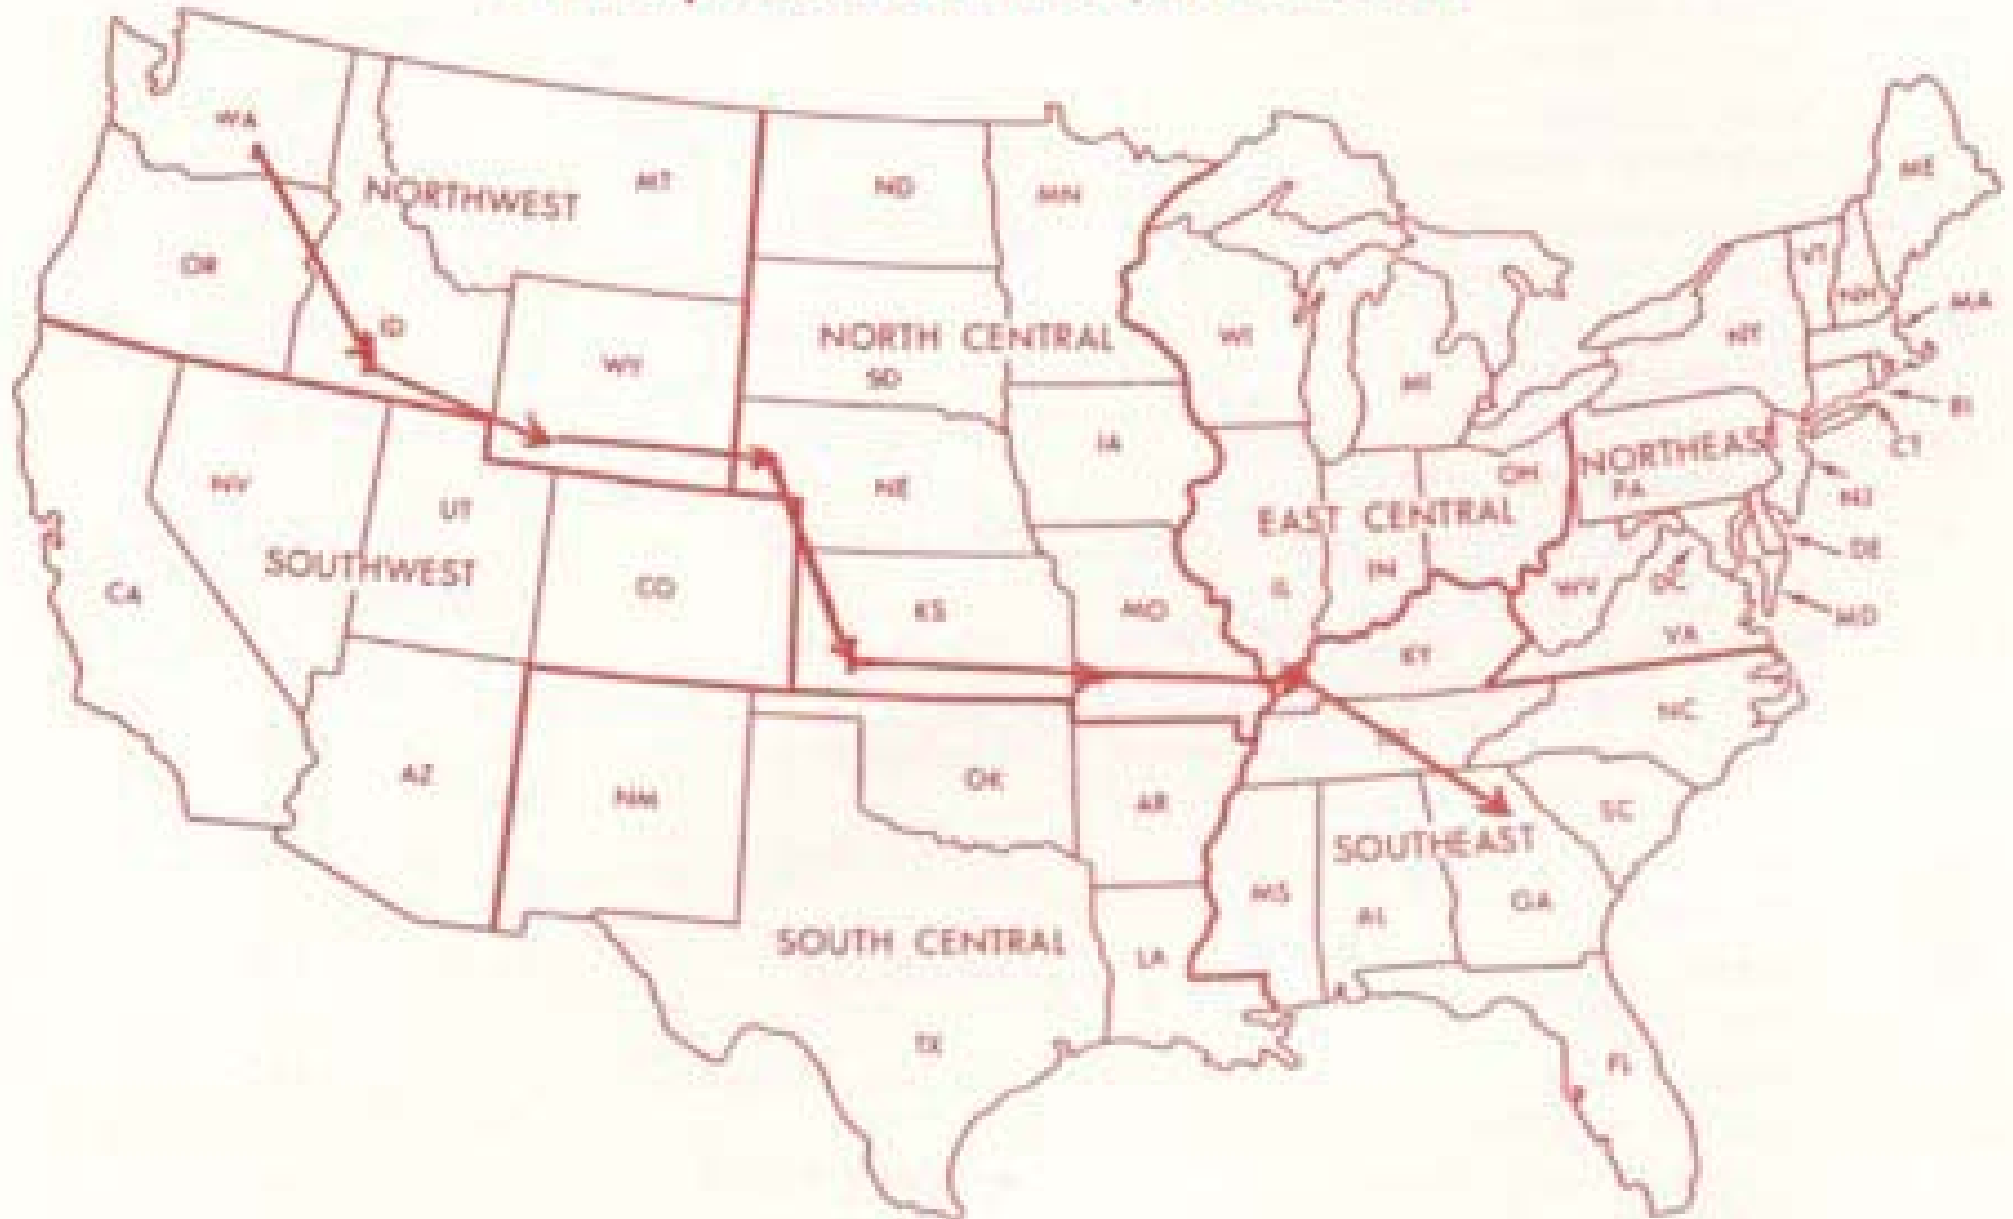 WA
NORTHWEST
MT
ND
MN
ME
OR
ID
WY
NORTH CENTRAL
SD
WI
MI
NY
VT
NH
MA
RI
CT
NJ
DE
MD
NORTHEAS
PA
IA
NE
NV
UT
SOUTHWEST
CA
CO
KS
MO
EAST CENTRAL
OH
IL
IN
WV
DC
VA
KY
NC
AZ
NM
OK
AR
SC
SOUTHEAST
MS
AL
GA
SOUTH CENTRAL
LA
TX
FL